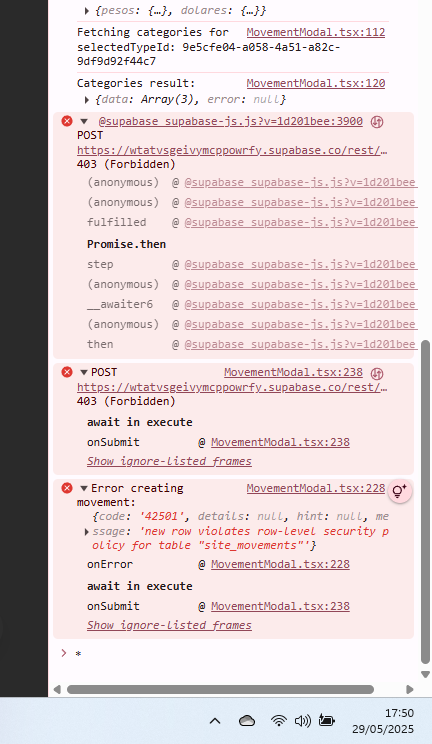 {pesos: {…}, dolares: {…}}
Fetching categories for MovementModal.tsx:112
selectedTypeId: 9e5cfe04-a058-4a51-a82c-
9df9d92f44c7
Categories result: MovementModal.tsx:120
{data: Array(3), error: null}
@supabase_supabase-js.js?v=1d201bee:3900
POST
https://wtatvsgeivymcppowrfy.supabase.co/rest/…
403 (Forbidden)
(anonymous) @ @supabase_supabase-js.js?v=1d201bee
(anonymous) @ @supabase_supabase-js.js?v=1d201bee
fulfilled @ @supabase_supabase-js.js?v=1d201bee
Promise.then
step @ @supabase_supabase-js.js?v=1d201bee
(anonymous) @ @supabase_supabase-js.js?v=1d201bee
__awaiter6 @ @supabase_supabase-js.js?v=1d201bee
(anonymous) @ @supabase_supabase-js.js?v=1d201bee
then @ @supabase_supabase-js.js?v=1d201bee
POST MovementModal.tsx:238
https://wtatvsgeivymcppowrfy.supabase.co/rest/…
403 (Forbidden)
await in execute
onSubmit @ MovementModal.tsx:238
Show ignore-listed frames
Error creating MovementModal.tsx:228
movement:
{code: '42501', details: null, hint: null, me
ssage: 'new row violates row-level security p
olicy for table "site_movements"'}
onError @ MovementModal.tsx:228
await in execute
onSubmit @ MovementModal.tsx:238
Show ignore-listed frames
> *
17:50
29/05/2025